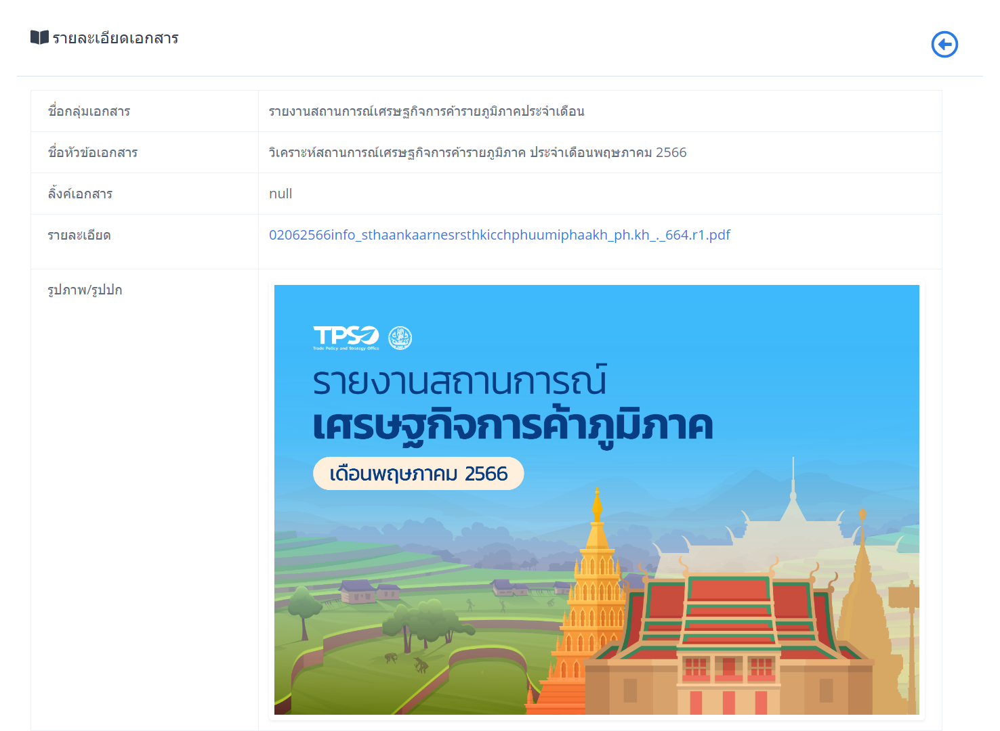 รายละเอียดเอกสาร
ชื่อกลุ่มเอกสาร
รายงานสถานการณ์เศรษฐกิจการค้ารายภูมิภาคประจำเดือน
ชื่อหัวข้อเอกสาร
วิเคราะห์สถานการณ์เศรษฐกิจการค้ารายภูมิภาค ประจำเดือนพฤษภาคม 2566
ลิ้งค์เอกสาร
null
รายละเอียด
02062566info_sthaankaarnesrsthkicchphuumiphaakh_ph.kh_._664.r1.pdf
รูปภาพ/รูปปก
TPSO
Trade Policy and Strategy Office
รายงานสถานการณ์
เศรษฐกิจการค้าภูมิภาค
เดือนพฤษภาคม 2566